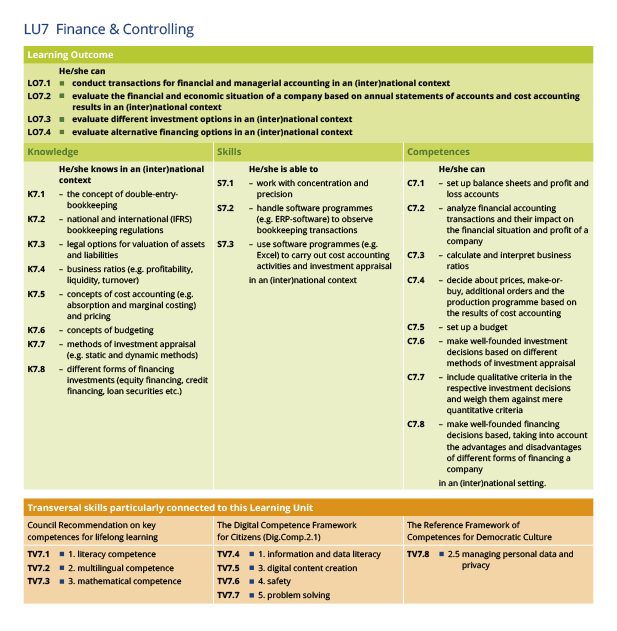 LU7 Finance & Controlling
Learning Outcome
He/she can
LO7.1 ■ conduct transactions for financial and managerial accounting in an (inter)national context
LO7.2 ■ evaluate the financial and economic situation of a company based on annual statements of accounts and cost accounting
results in an (inter)national context
LO7.3 ■ evaluate different investment options in an (inter)national context
LO7.4 ■ evaluate alternative financing options in an (inter)national context
Knowledge
He/she knows in an (inter)national
context
K7.1 – the concept of double-entry-
bookkeeping
K7.2 – national and international (IFRS)
bookkeeping regulations
K7.3 – legal options for valuation of assets
and liabilities
K7.4 – business ratios (e.g. profitability,
liquidity, turnover)
K7.5 – concepts of cost accounting (e.g.
absorption and marginal costing)
and pricing
K7.6 – concepts of budgeting
K7.7 – methods of investment appraisal
(e.g. static and dynamic methods)
K7.8 – different forms of financing
investments (equity financing, credit
financing, loan securities etc.)
Skills
He/she is able to
S7.1 – work with concentration and
precision
S7.2 – handle software programmes
(e.g. ERP-software) to observe
bookkeeping transactions
S7.3 – use software programmes (e.g.
Excel) to carry out cost accounting
activities and investment appraisal
in an (inter)national context
Competences
He/she can
C7.1 – set up balance sheets and profit and
loss accounts
C7.2 – analyze financial accounting
transactions and their impact on
the financial situation and profit of a
company
C7.3 – calculate and interpret business
ratios
C7.4 – decide about prices, make-or-
buy, additional orders and the
production programme based on
the results of cost accounting
C7.5 – set up a budget
C7.6 – make well-founded investment
decisions based on different
methods of investment appraisal
C7.7 – include qualitative criteria in the
respective investment decisions
and weigh them against mere
quantitative criteria
C7.8 – make well-founded financing
decisions based, taking into account
the advantages and disadvantages
of different forms of financing a
company
in an (inter)national setting.
Transversal skills particularly connected to this Learning Unit
Council Recommendation on key
competences for lifelong learning
TV7.1 ■ 1. literacy competence
TV7.2 ■ 2. multilingual competence
TV7.3 ■ 3. mathematical competence
The Digital Competence Framework
for Citizens (Dig.Comp.2.1)
TV7.4 ■ 1. information and data literacy
TV7.5 ■ 3. digital content creation
TV7.6 ■ 4. safety
TV7.7 ■ 5. problem solving
The Reference Framework of
Competences for Democratic Culture
TV7.8 ■ 2.5 managing personal data and
privacy